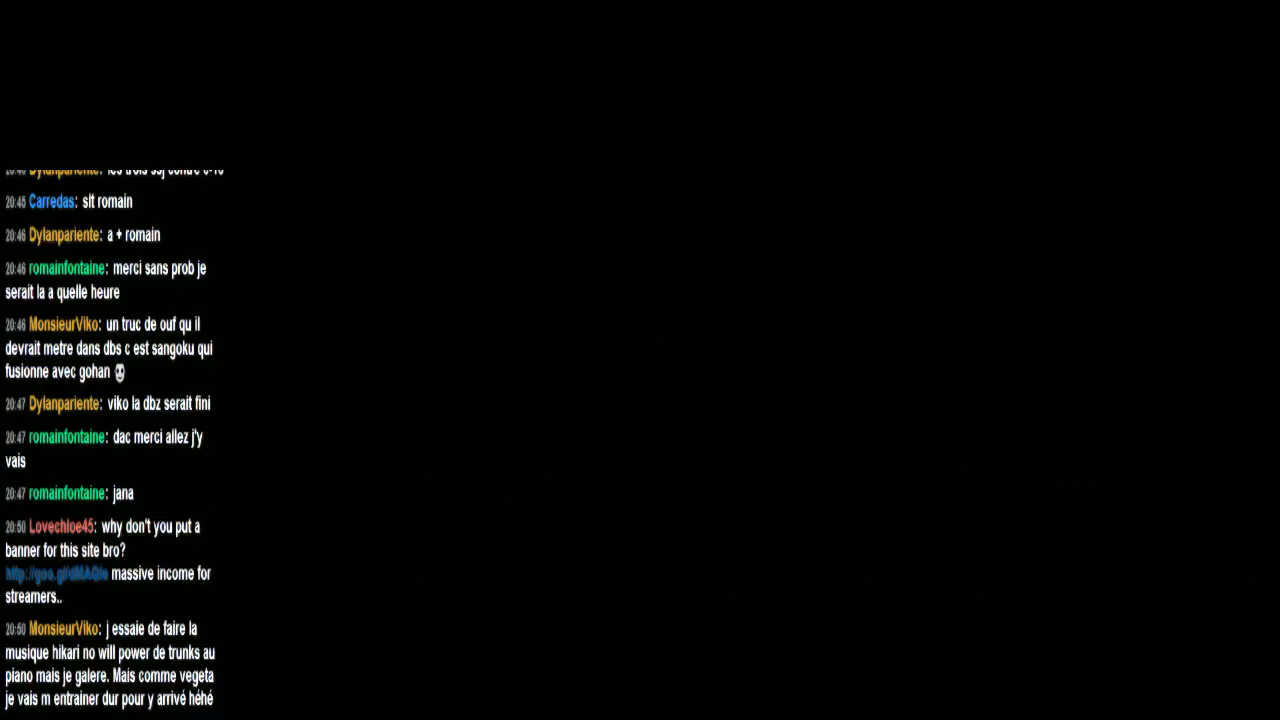 20:45 Carredas: slt romain
20:46 Dylanpariente: a + romain
20:46 romainfontaine: merci sans prob je
serait la a quelle heure
20:46 MonsieurViko: un truc de ouf qu il
devrait metre dans dbs c est sangoku qui
fusionne avec gohan
20:47 Dylanpariente: viko la dbz serait fini
20:47 romainfontaine: dac merci allez j'y
vais
20:47 romainfontaine: jana
20:50 Lovechloe45: why don't you put a
banner for this site bro?
massive income for
streamers..
20:50 MonsieurViko: j essaie de faire la
musique hikari no will power de trunks au
piano mais je galere. Mais comme vegeta
je vais m entrainer dur pour y arrivé héhé